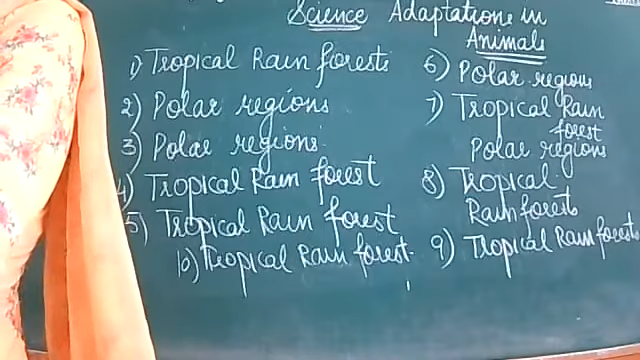 Science Adaptations in
Animals
1) Tropical Rain forests
2) Polar regions
3) Polar regions.
4) Tropical Rain forest
5) Tropical Rain forest
10) Tropical Rain forest.
6) Polar regions
7) Tropical Rain
forest
Polar regions
8) Tropical
Rain forests
9) Tropical Rain forests